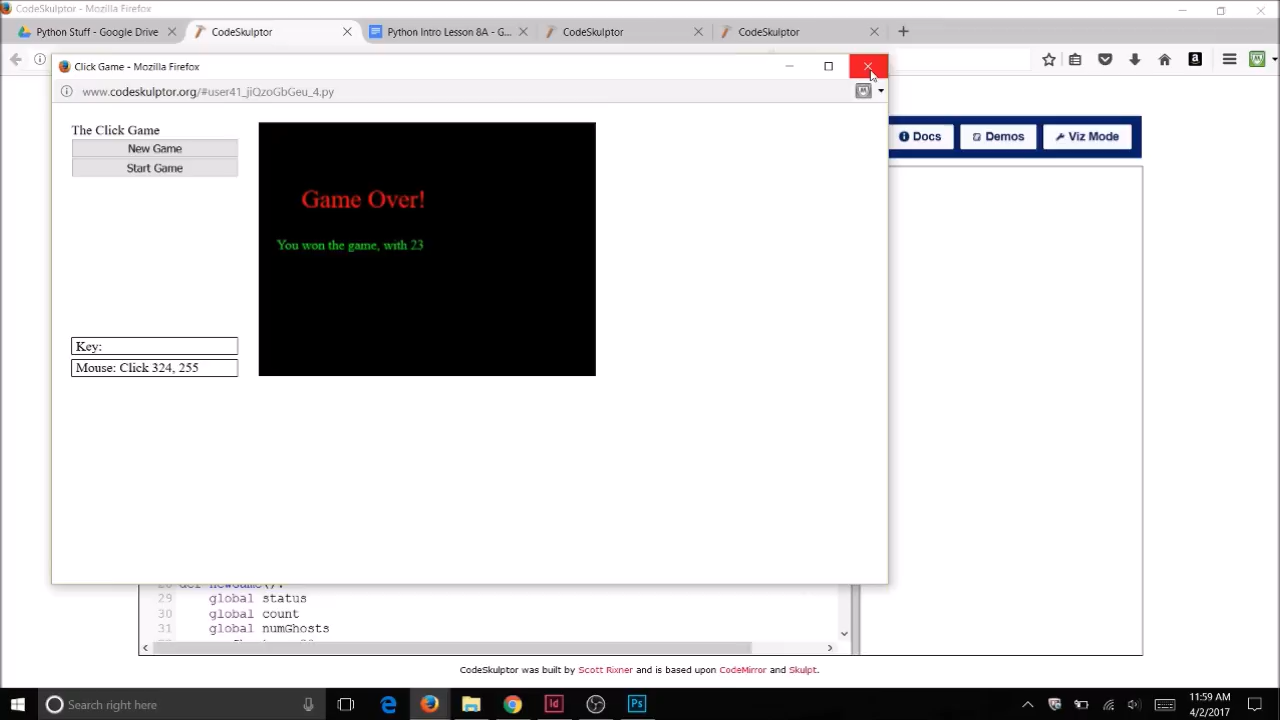 CodeSkulptor - Mozilla Firefox
Python Stuff - Google Drive
CodeSkulptor
Python Intro Lesson 8A - G...
CodeSkulptor
CodeSkulptor
Click Game - Mozilla Firefox
www.codeskulptor.org/#user41_jiQzoGbGeu_4.py
The Click Game
New Game
Start Game
Game Over!
You won the game, with 23
Key:
Mouse: Click 324, 255
Docs
Demos
Viz Mode
29 global status
30 global count
31 global numGhosts
CodeSkulptor was built by Scott Rixner and is based upon CodeMirror and Skulpt.
Search right here
11:59 AM
4/2/2017